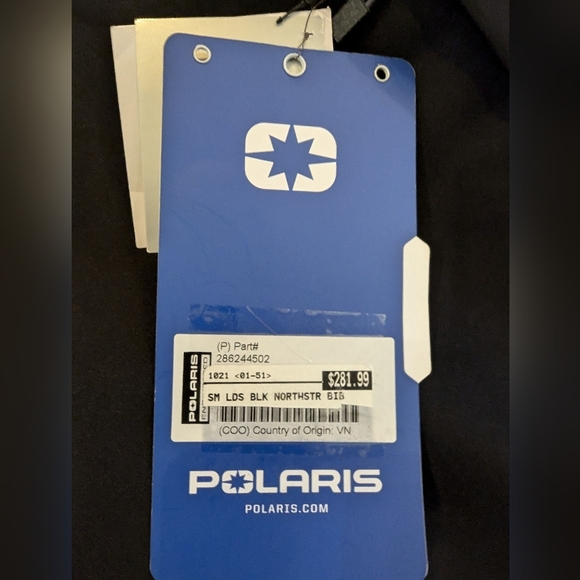 (P) Part#
286244502
POLARIS
1021 <01-51>
$281.99
SM LDS BLK NORTHSTR BIB
(COO) Country of Origin: VN
POLARIS
POLARIS.COM